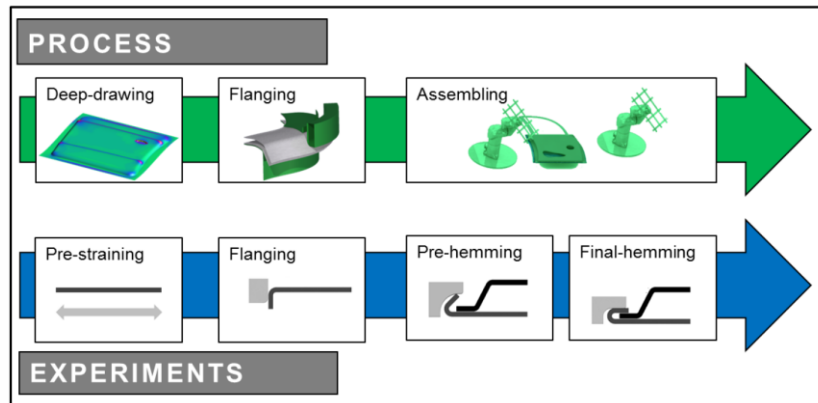 PROCESS
Deep-drawing
Flanging
Assembling
Pre-straining
Flanging
Pre-hemming
Final-hemming
EXPERIMENTS